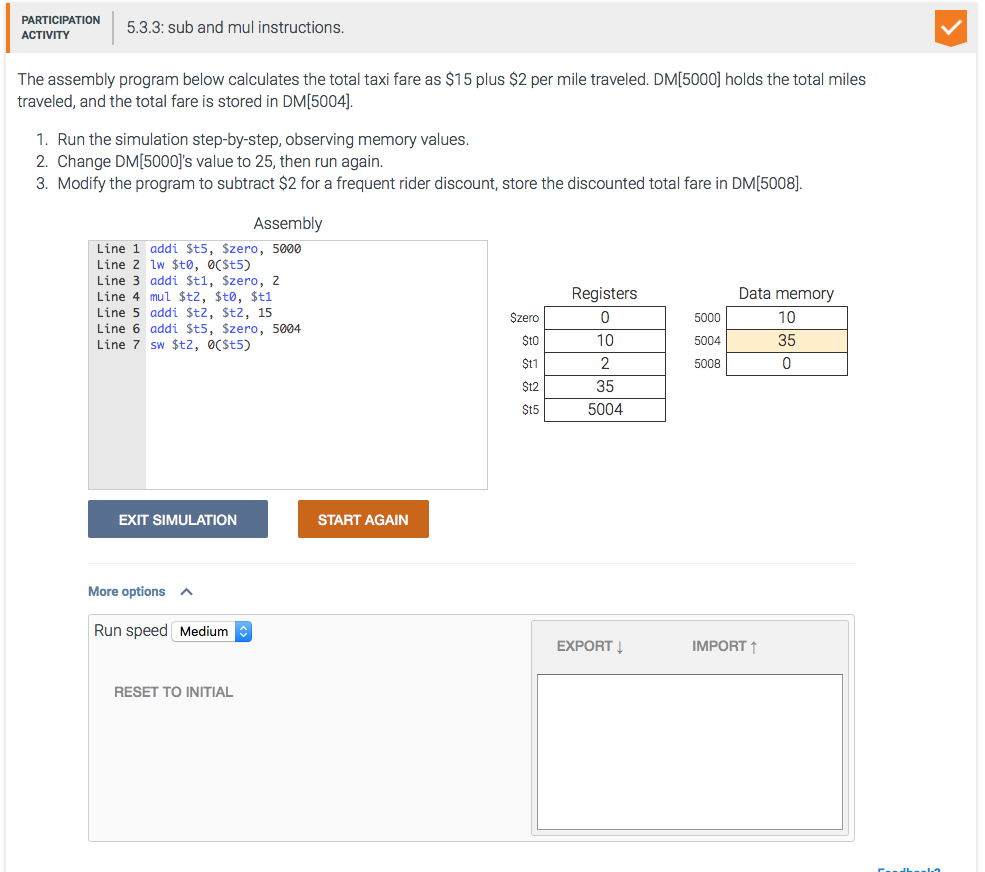 PARTICIPATION
ACTIVITY
5.3.3: sub and mul instructions.
The assembly program below calculates the total taxi fare as $15 plus $2 per mile traveled. DM[5000] holds the total miles
traveled, and the total fare is stored in DM[5004].
1. Run the simulation step-by-step, observing memory values.
2. Change DM[5000]'s value to 25, then run again.
3. Modify the program to subtract $2 for a frequent rider discount, store the discounted total fare in DM[5008].
Assembly
Line 1 addi $t5, $zero, 5000
Line 2 lw $t0, 0($t5)
Line 3 addi $t1, $zero, 2
Line 4 mul $t2, $t0, $t1
Line 5 addi $t2, $t2, 15
Line 6 addi $t5, $zero, 5004
Line 7 sw $t2, 0($t5)
Registers
$zero 0
$t0 10
$t1 2
$t2 35
$t5 5004
Data memory
5000 10
5004 35
5008 0
EXIT SIMULATION
START AGAIN
More options
Run speed Medium
RESET TO INITIAL
EXPORT ↓
IMPORT ↑